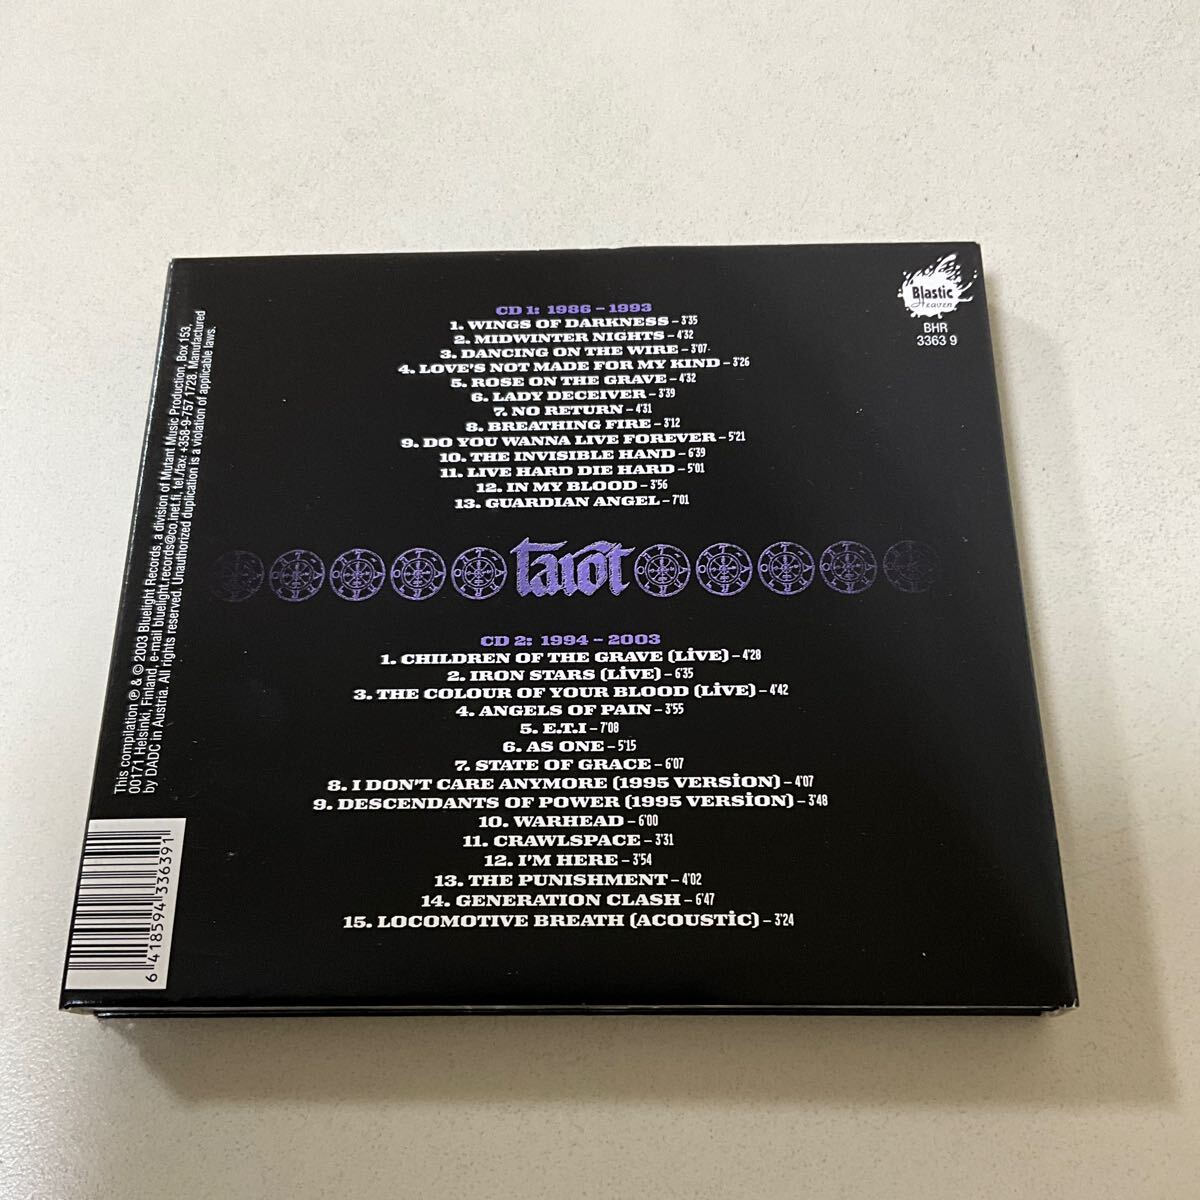 Blastic
Heaven
BHR
3363 9
CD 1: 1986 – 1993
1. WINGS OF DARKNESS – 3'35
2. MIDWINTER NIGHTS – 4'32
3. DANCING ON THE WIRE – 3'07
4. LOVE'S NOT MADE FOR MY KIND – 3'26
5. ROSE ON THE GRAVE – 4'32
6. LADY DECEIVER – 3'39
7. NO RETURN – 4'31
8. BREATHING FIRE – 3'12
9. DO YOU WANNA LIVE FOREVER – 5'21
10. THE INVISIBLE HAND – 6'39
11. LIVE HARD DIE HARD – 5'01
12. IN MY BLOOD – 3'56
13. GUARDIAN ANGEL – 7'01
tarot
CD 2: 1994 – 2003
1. CHILDREN OF THE GRAVE (LiVE) – 4'28
2. IRON STARS (LiVE) – 6'35
3. THE COLOUR OF YOUR BLOOD (LiVE) – 4'42
4. ANGELS OF PAIN – 3'55
5. E.T.I – 7'08
6. AS ONE – 5'15
7. STATE OF GRACE – 6'07
8. I DON'T CARE ANYMORE (1995 VERSiON) – 4'07
9. DESCENDANTS OF POWER (1995 VERSiON) – 3'48
10. WARHEAD – 6'00
11. CRAWLSPACE – 3'31
12. I'M HERE – 3'54
13. THE PUNISHMENT – 4'02
14. GENERATION CLASH – 6'47
15. LOCOMOTIVE BREATH (ACOUSTiC) – 3'24
This compilation ℗ & © 2003 Bluelight Records, a division of Mutant Music Production, Box 153,
00171 Helsinki, Finland, e-mail bluelight.records@co.inet.fi, tel./fax: +358-9-757 1728. Manufactured
by DADC in Austria. All rights reserved. Unauthorized duplication is a violation of applicable laws.
6 418594 336391